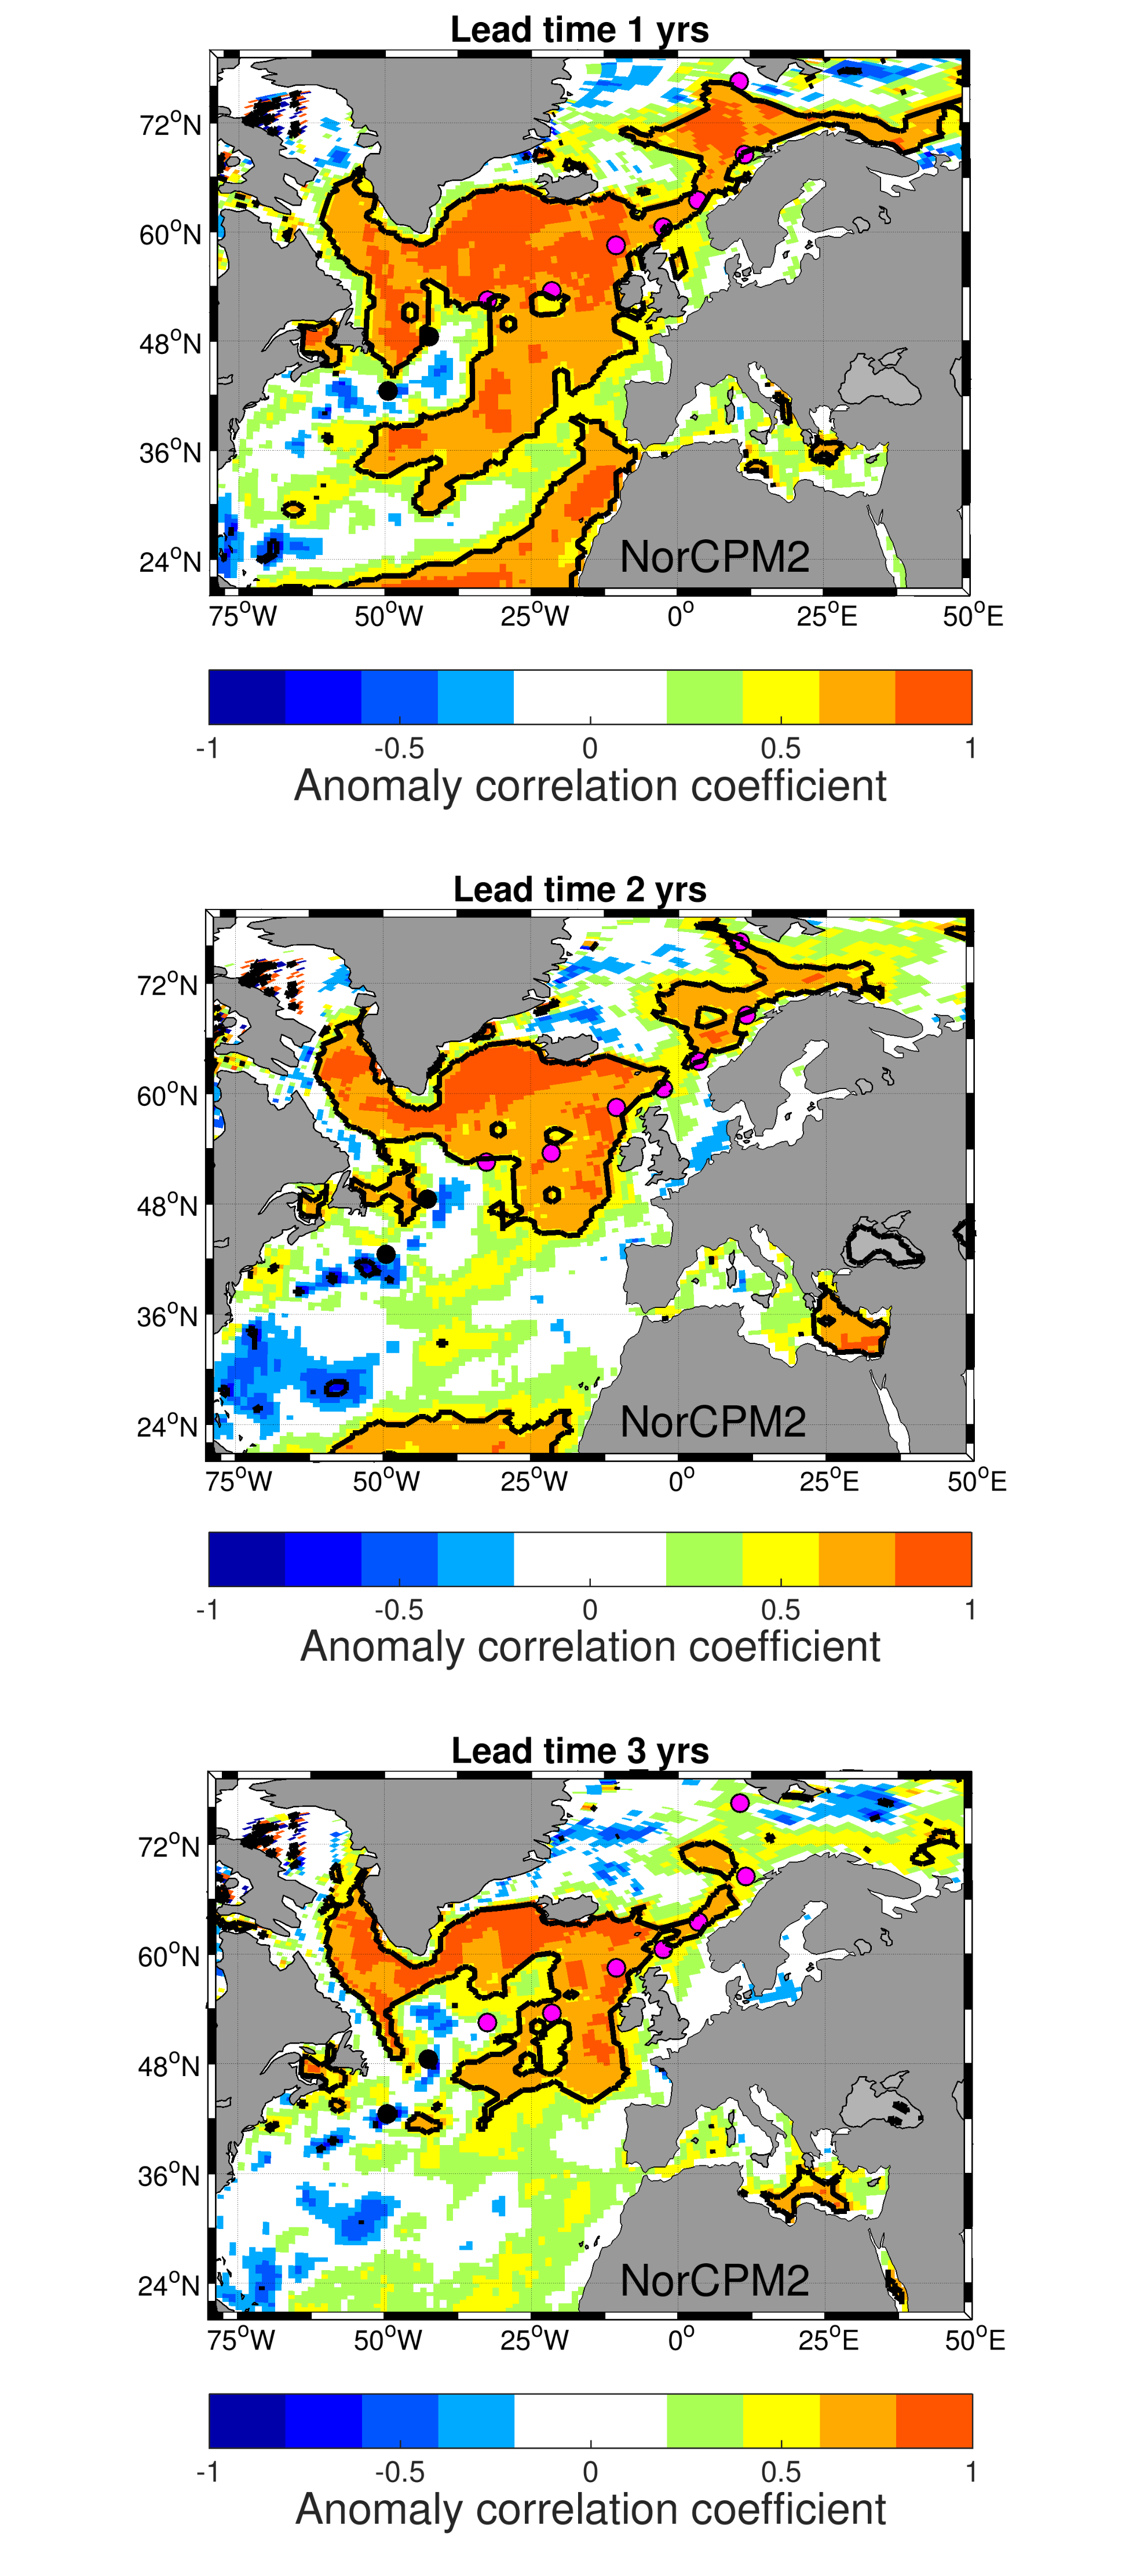 Lead time 1 yrs
72°N
60°N
48°N
36°N
24°N
NorCPM2
75°W 50°W 25°W 0° 25°E 50°E
-1 -0.5 0 0.5 1
Anomaly correlation coefficient
Lead time 2 yrs
72°N
60°N
48°N
36°N
24°N
NorCPM2
75°W 50°W 25°W 0° 25°E 50°E
-1 -0.5 0 0.5 1
Anomaly correlation coefficient
Lead time 3 yrs
72°N
60°N
48°N
36°N
24°N
NorCPM2
75°W 50°W 25°W 0° 25°E 50°E
-1 -0.5 0 0.5 1
Anomaly correlation coefficient